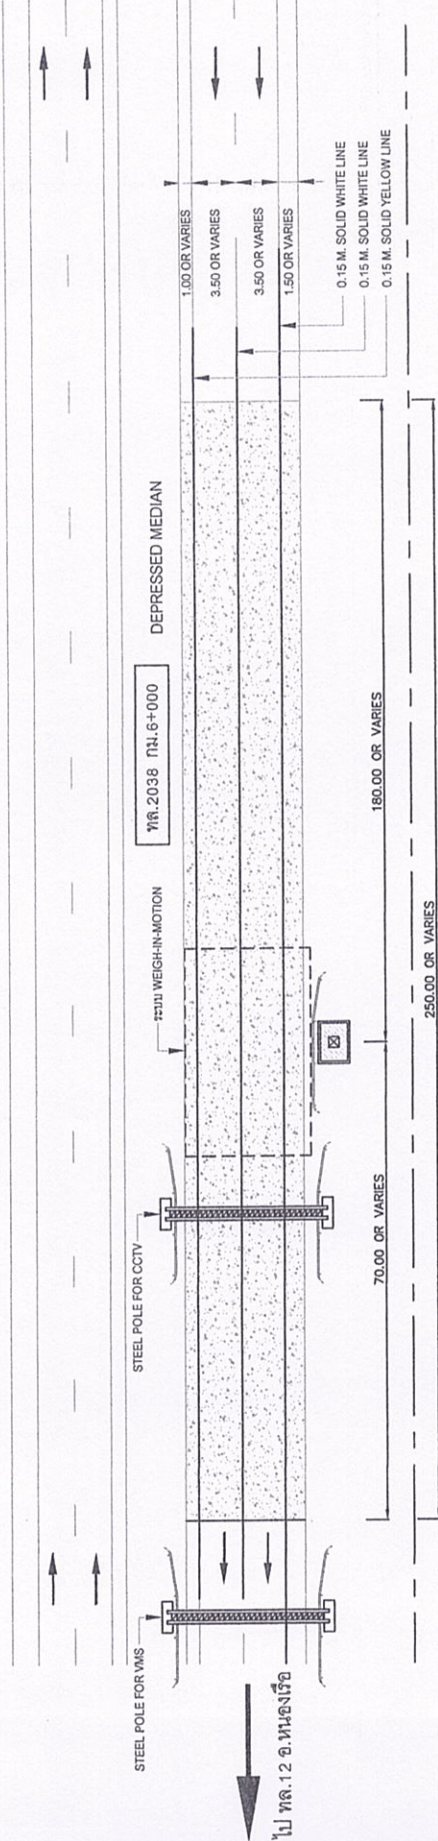 1.00 OR VARIES
3.50 OR VARIES
3.50 OR VARIES
1.50 OR VARIES
0.15 M. SOLID WHITE LINE
0.15 M. SOLID WHITE LINE
0.15 M. SOLID YELLOW LINE
DEPRESSED MEDIAN
ทล.2038 กม.6+000
ระบบ WEIGH-IN-MOTION
STEEL POLE FOR CCTV
STEEL POLE FOR VMS
180.00 OR VARIES
70.00 OR VARIES
250.00 OR VARIES
ไป ทล.12 อ.หนองเรือ